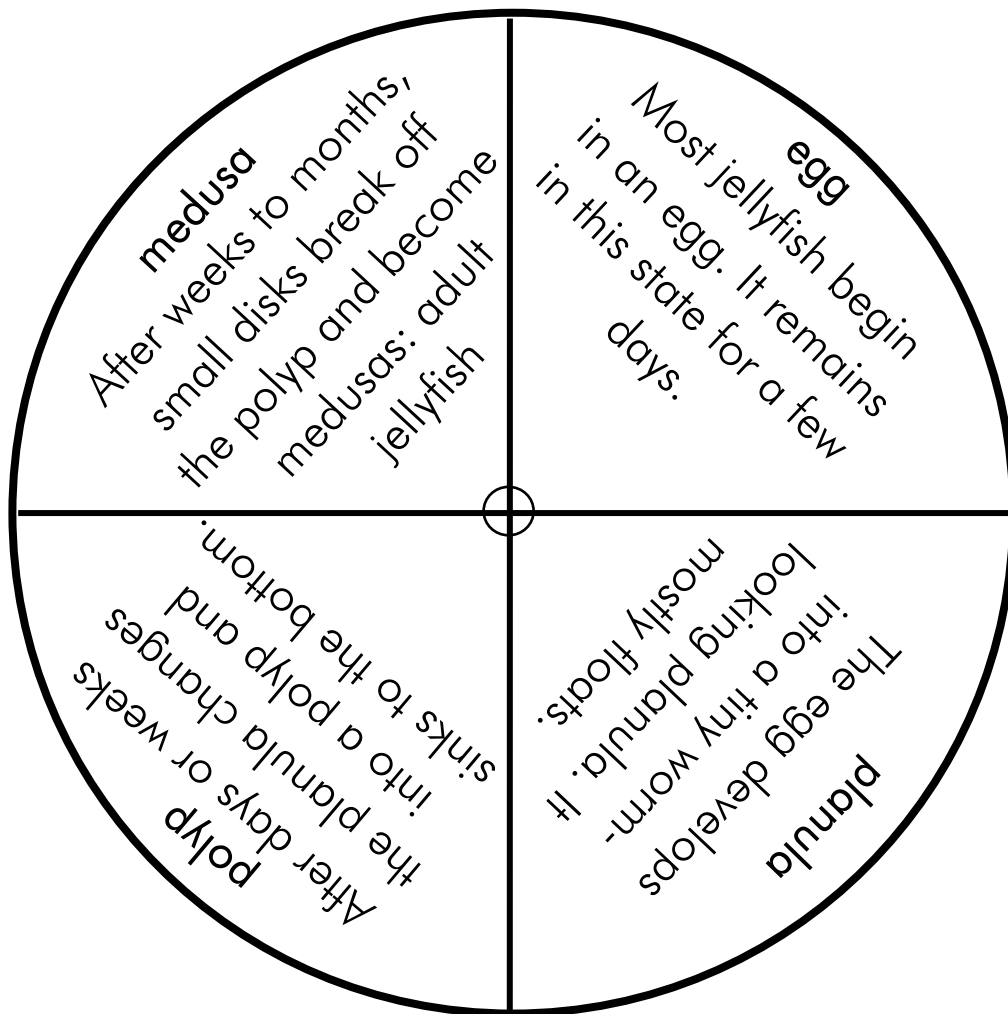 egg
Most jellyfish begin
in an egg. It remains
in this state for a few
days.
planula
The egg develops
into a tiny worm-
looking planula. It
mostly floats.
polyp
After days or weeks
the planula changes
into a polyp and
sinks to the bottom.
medusa
After weeks to months,
small disks break off
the polyp and become
medusas: adult
jellyfish